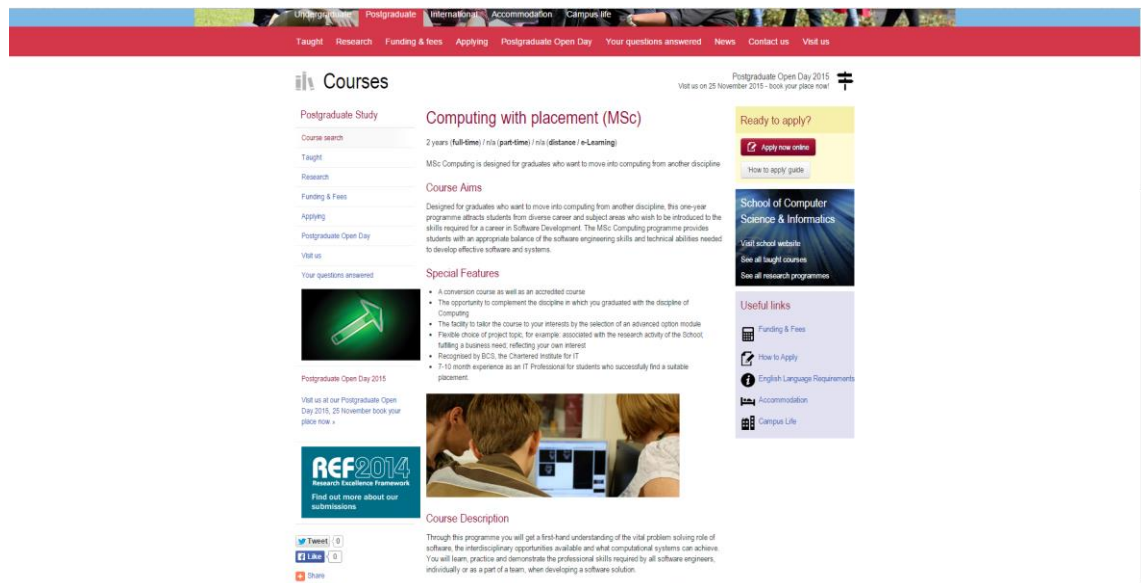 Undergraduate Postgraduate International Accommodation Campus life
Taught Research Funding & fees Applying Postgraduate Open Day Your questions answered News Contact us Visit us
Courses
Postgraduate Open Day 2015
Visit us on 25 November 2015 - book your place now!
Postgraduate Study
Course search
Taught
Research
Funding & Fees
Applying
Postgraduate Open Day
Visit us
Your questions answered
Postgraduate Open Day 2015
Visit us at our Postgraduate Open
Day 2015, 25 November book your
place now »
REF2014
Research Excellence Framework
Find out more about our
submissions
Tweet 0
Like 0
Share
Computing with placement (MSc)
2 years (full-time) / n/a (part-time) / n/a (distance / e-Learning)
MSc Computing is designed for graduates who want to move into computing from another discipline
Course Aims
Designed for graduates who want to move into computing from another discipline, this one-year
programme attracts students from diverse career and subject areas who wish to be introduced to the
skills required for a career in Software Development. The MSc Computing programme provides
students with an appropriate balance of the software engineering skills and technical abilities needed
to develop effective software and systems.
Special Features
A conversion course as well as an accredited course
The opportunity to complement the discipline in which you graduated with the discipline of
Computing
The facility to tailor the course to your interests by the selection of an advanced option module
Flexible choice of project topic, for example: associated with the research activity of the School;
fulfilling a business need; reflecting your own interest
Recognised by BCS, the Chartered Institute for IT
7-10 month experience as an IT Professional for students who successfully find a suitable
placement.
Course Description
Through this programme you will get a first-hand understanding of the vital problem solving role of
software, the interdisciplinary opportunities available and what computational systems can achieve.
You will learn, practice and demonstrate the professional skills required by all software engineers,
individually or as a part of a team, when developing a software solution.
Ready to apply?
Apply now online
'How to apply' guide
School of Computer
Science & Informatics
Visit school website
See all taught courses
See all research programmes
Useful links
Funding & Fees
How to Apply
English Language Requirements
Accommodation
Campus Life